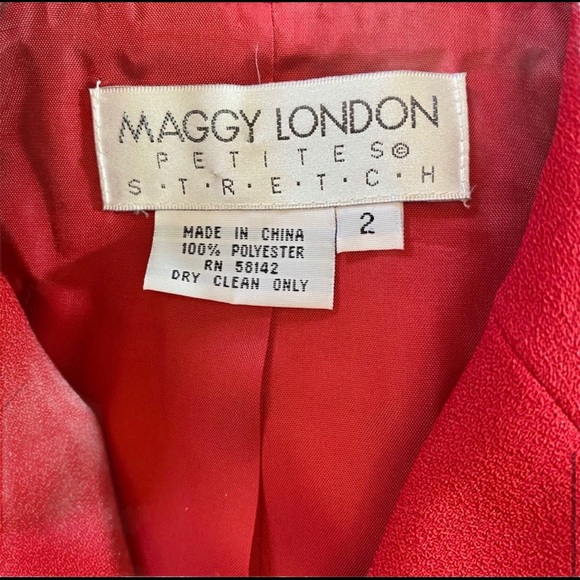 MAGGY LONDON
PETITES©
S·T·R·E·T·C·H
2
MADE IN CHINA
100% POLYESTER
RN 58142
DRY CLEAN ONLY